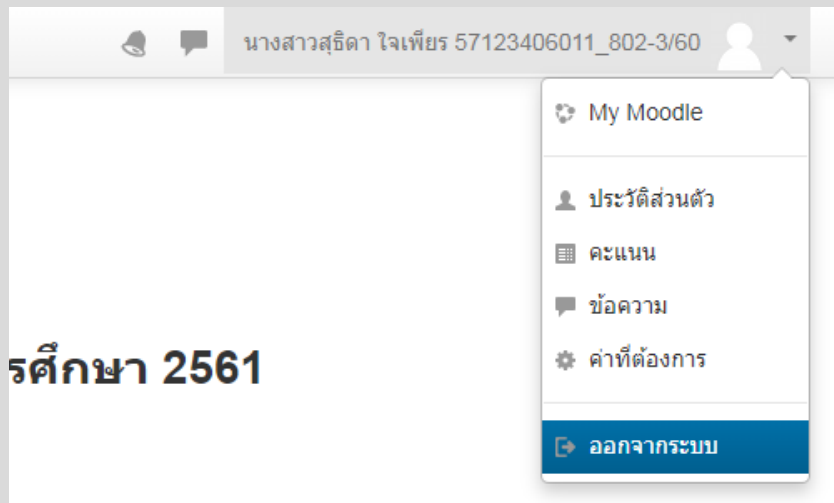 นางสาวสุธิดา ใจเพียร 57123406011_802-3/60
My Moodle
ประวัติส่วนตัว
คะแนน
ข้อความ
ค่าที่ต้องการ
ออกจากระบบ
รศึกษา 2561